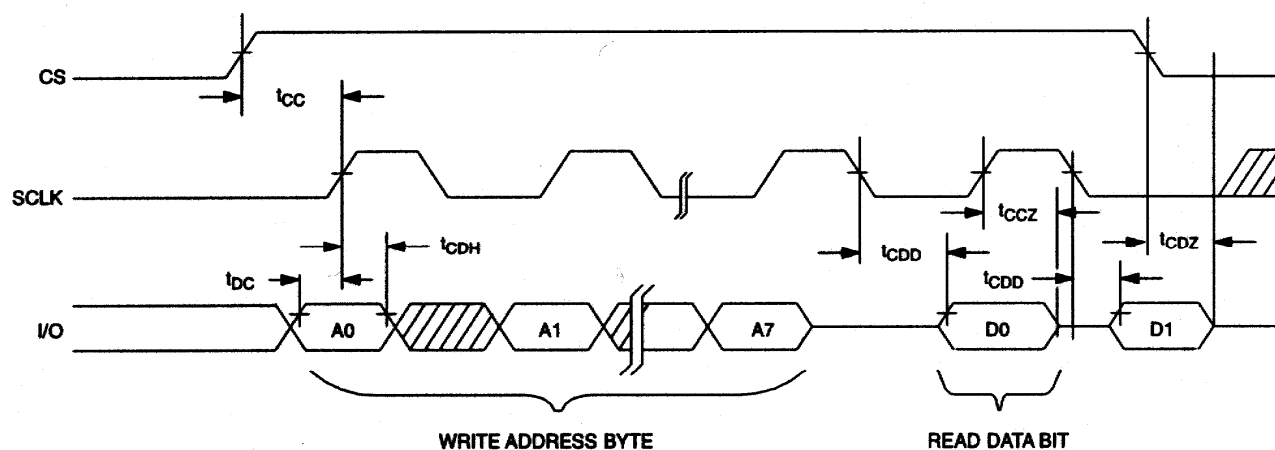 CS
tCC
SCLK
tCCZ
tCDH
tCDD
tCDZ
tDC
tCDD
I/O
A0
A1
A7
D0
D1
WRITE ADDRESS BYTE
READ DATA BIT